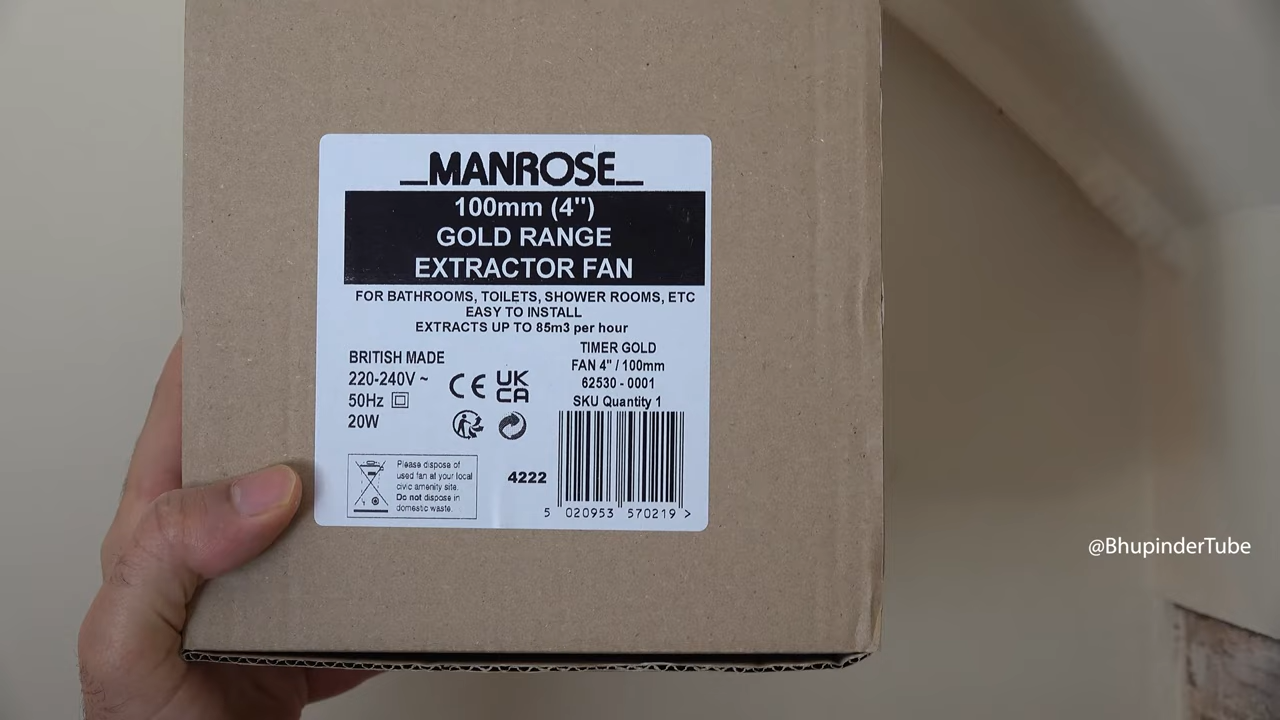 MANROSE
100mm (4")
GOLD RANGE
EXTRACTOR FAN
FOR BATHROOMS, TOILETS, SHOWER ROOMS, ETC
EASY TO INSTALL
EXTRACTS UP TO 85m3 per hour
BRITISH MADE
220-240V ~
50Hz
20W
CE
UK
CA
TIMER GOLD
FAN 4" / 100mm
62530 - 0001
SKU Quantity 1
Please dispose of
used fan at your local
civic amenity site.
Do not dispose in
domestic waste.
4222
5 020953 570219 >
@BhupinderTube